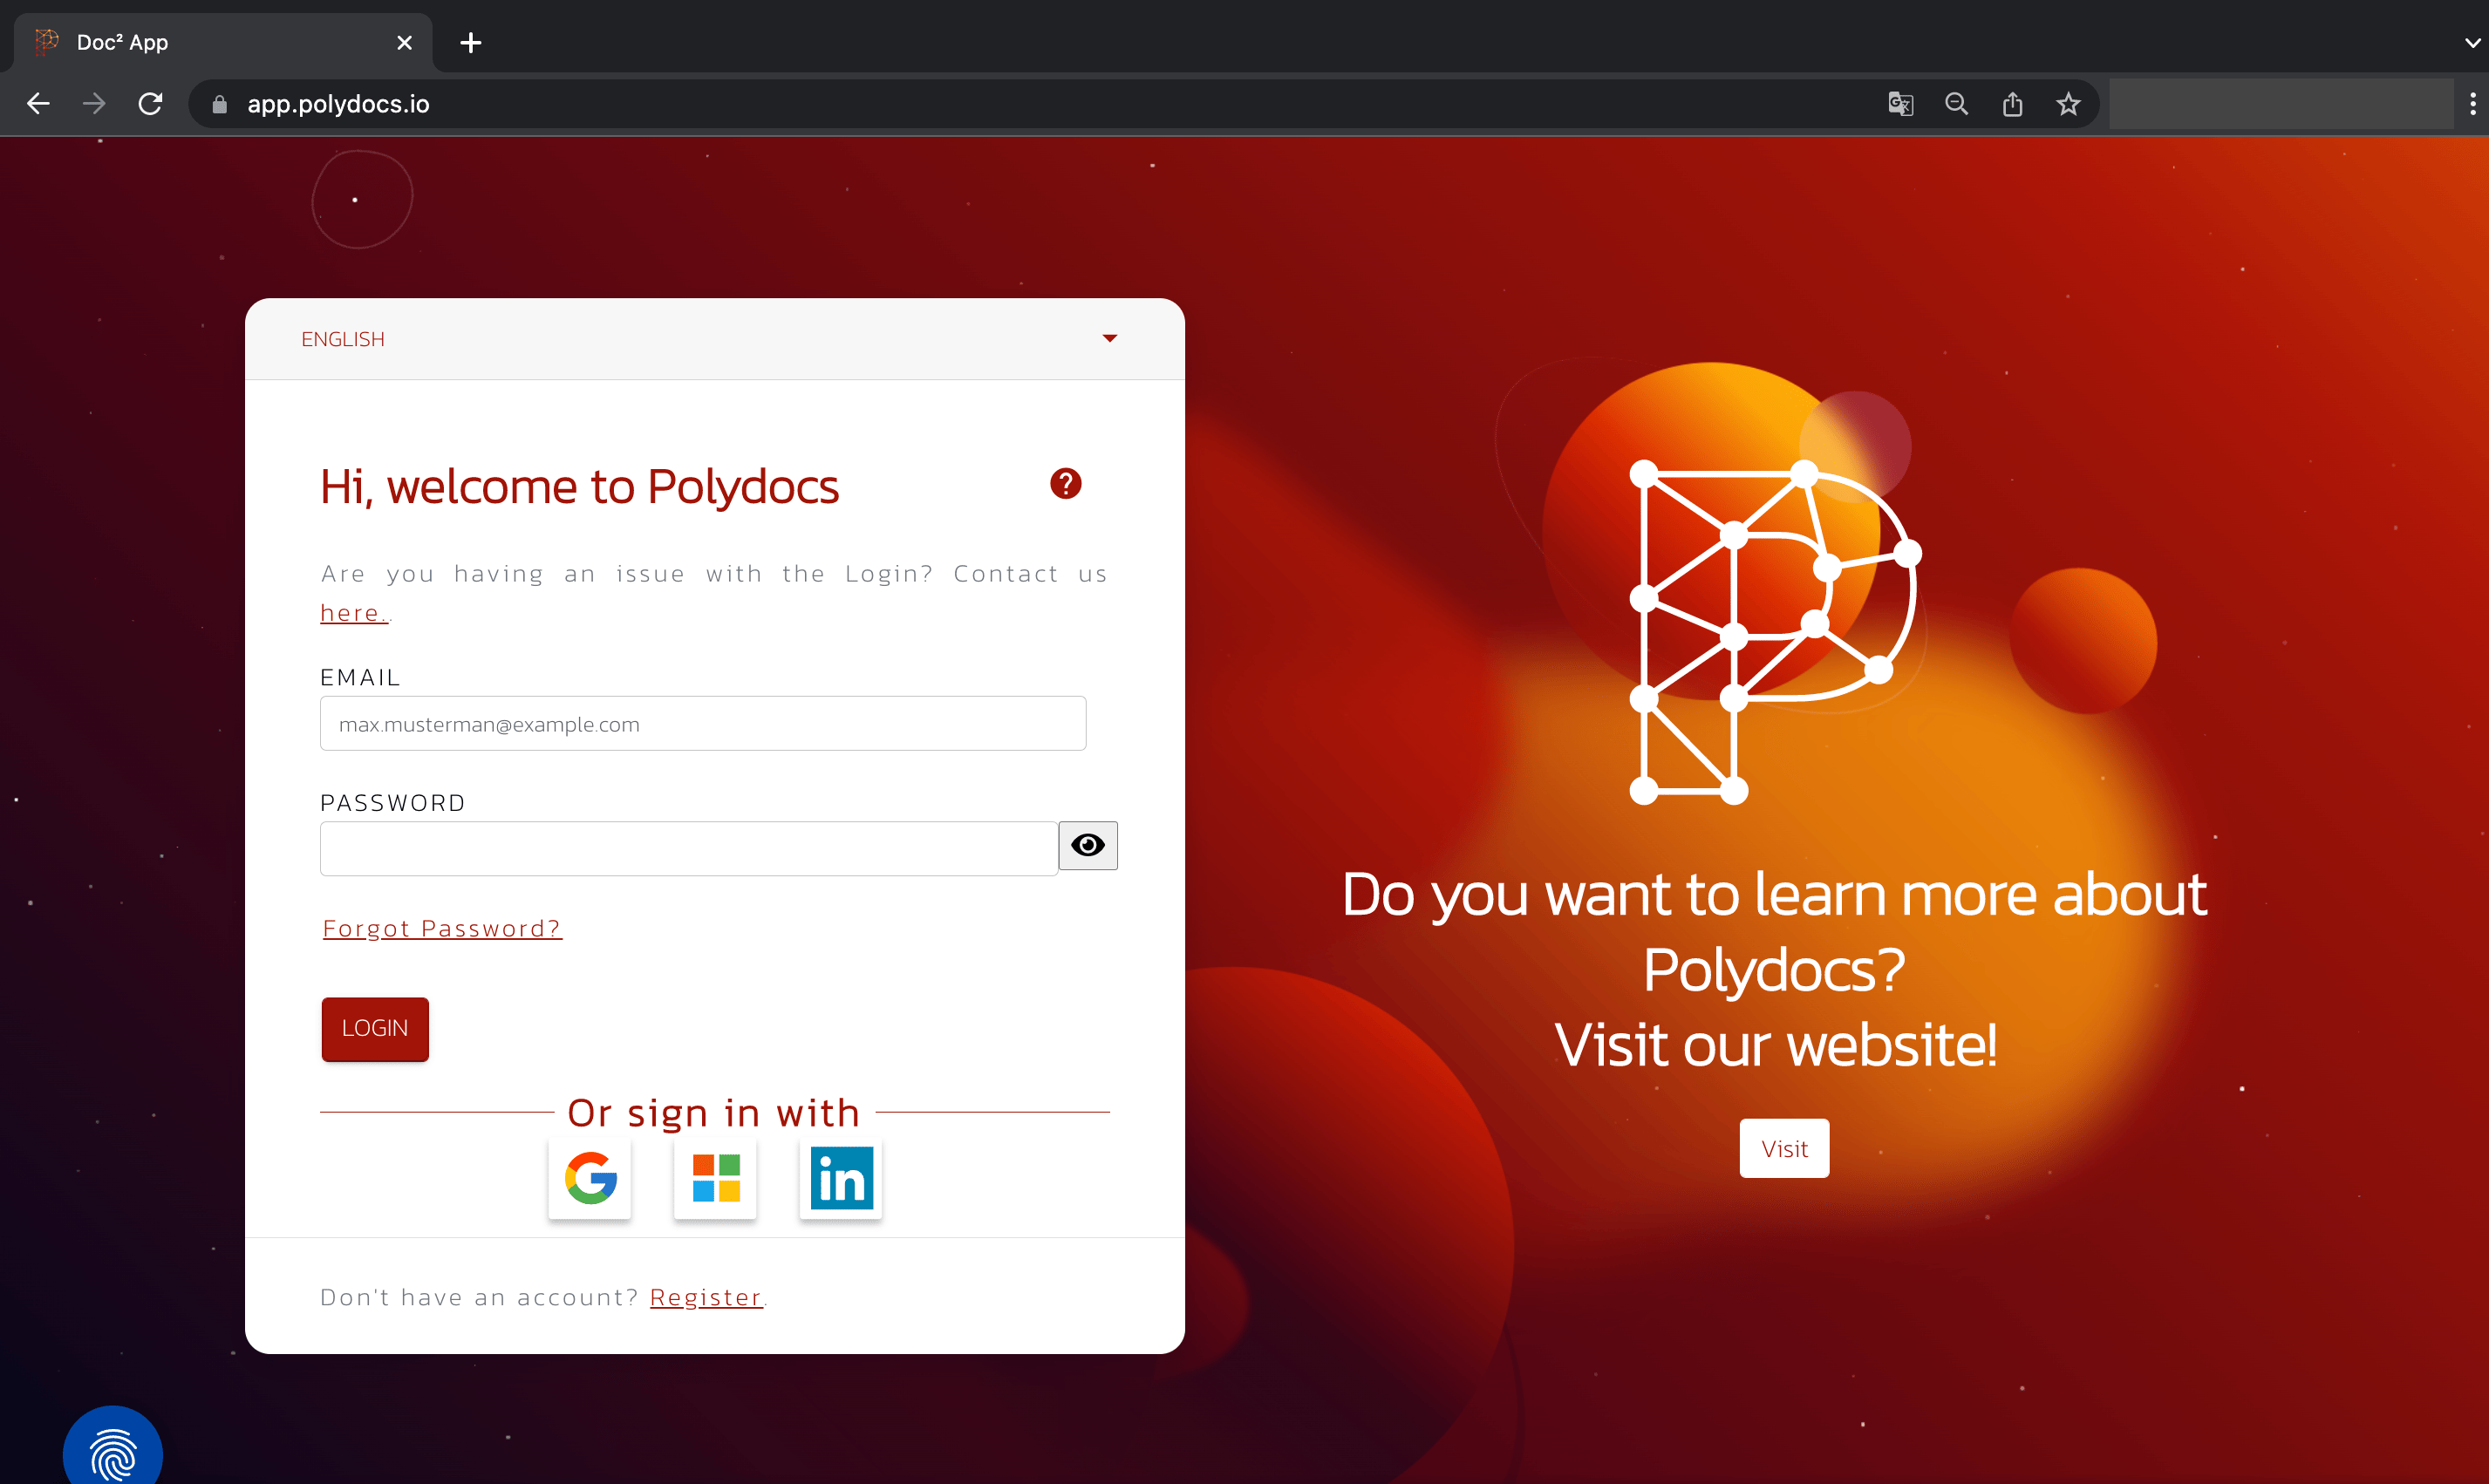 Doc² App
app.polydocs.io
ENGLISH
Hi, welcome to Polydocs
Are you having an issue with the Login? Contact us
here..
EMAIL
max.musterman@example.com
PASSWORD
Forgot Password?
LOGIN
Or sign in with
Don't have an account? Register.
Do you want to learn more about
Polydocs?
Visit our website!
Visit